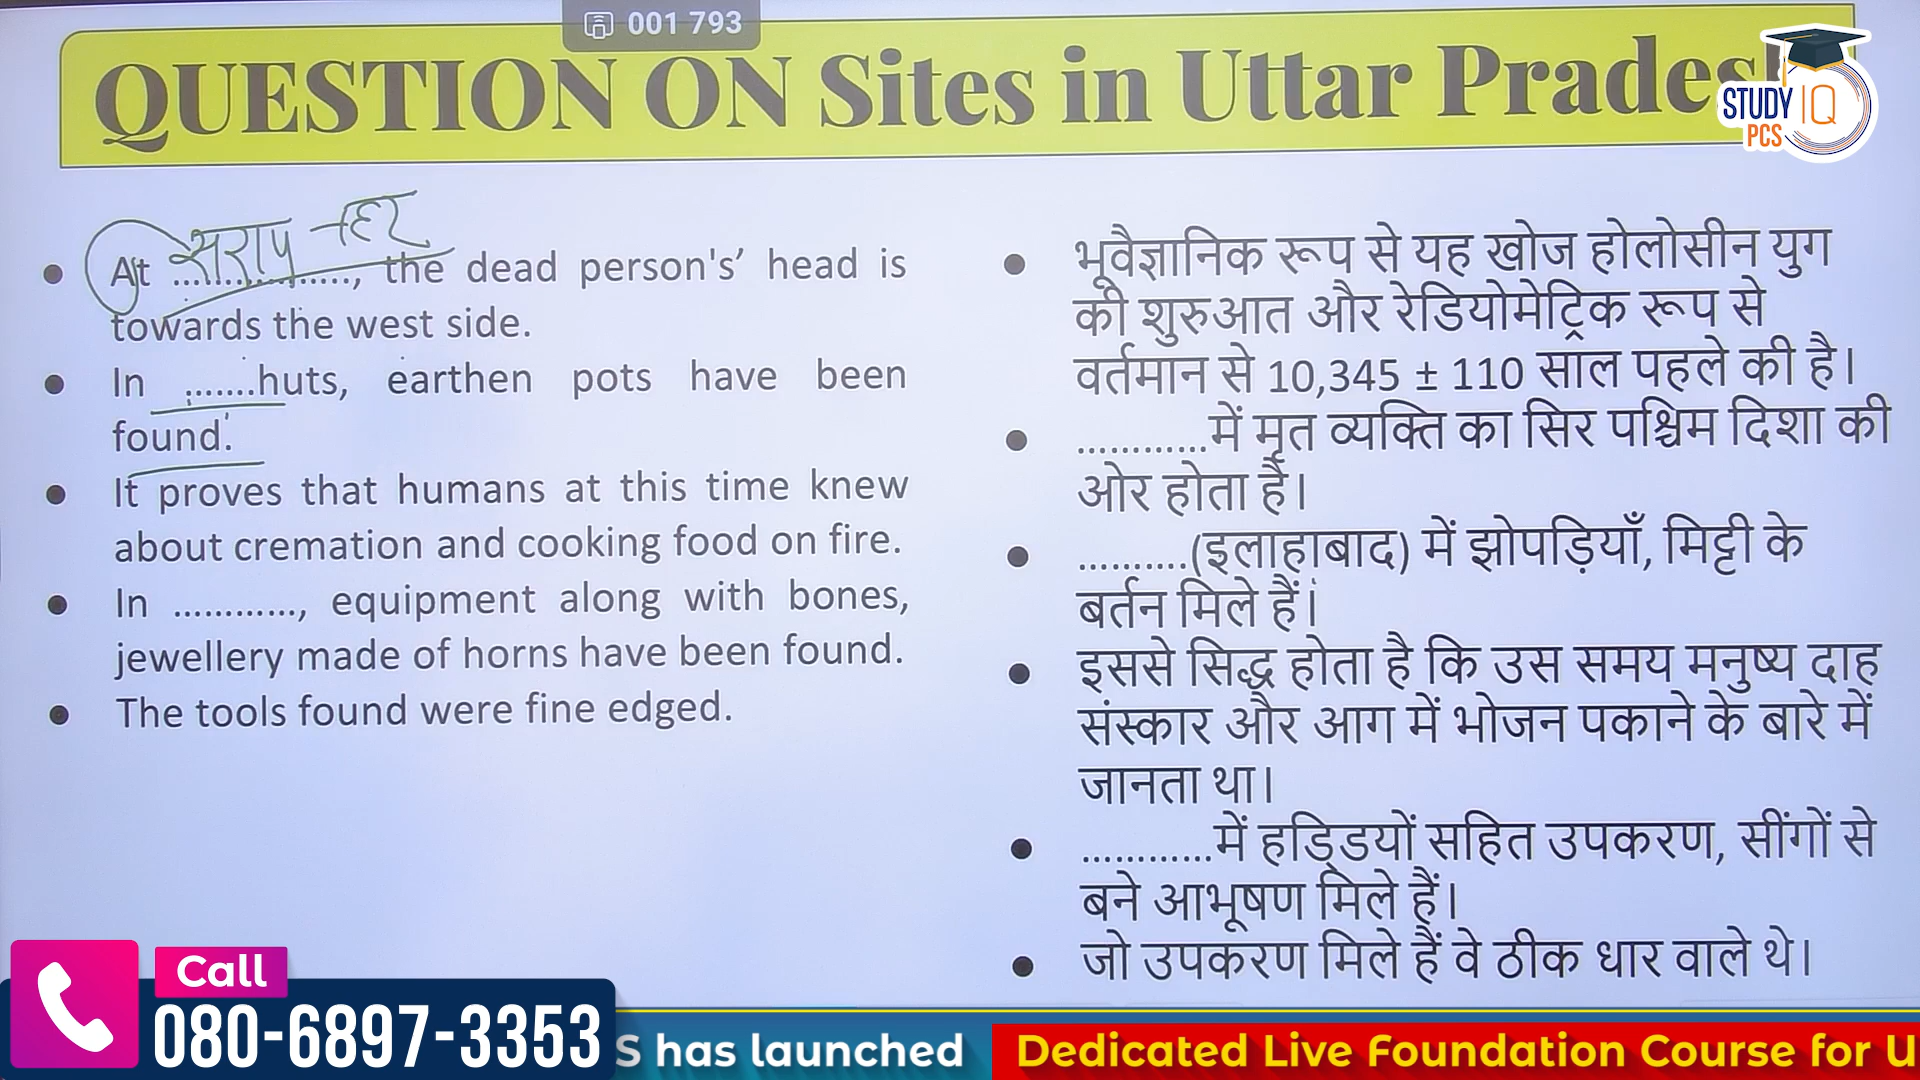 001 793
QUESTION ON Sites in Uttar Prades
STUDY IQ
PCS
सराय नहर
• At ................., the dead person's’ head is
towards the west side.
• In .......huts, earthen pots have been
found.
• It proves that humans at this time knew
about cremation and cooking food on fire.
• In ............, equipment along with bones,
jewellery made of horns have been found.
• The tools found were fine edged.
• भूवैज्ञानिक रूप से यह खोज होलोसीन युग
की शुरुआत और रेडियोमेट्रिक रूप से
वर्तमान से 10,345 ± 110 साल पहले की है।
• ............में मृत व्यक्ति का सिर पश्चिम दिशा की
ओर होता है।
• ..........(इलाहाबाद) में झोपड़ियाँ, मिट्टी के
बर्तन मिले हैं।
• इससे सिद्ध होता है कि उस समय मनुष्य दाह
संस्कार और आग में भोजन पकाने के बारे में
जानता था।
• ............में हड्डियों सहित उपकरण, सींगों से
बने आभूषण मिले हैं।
• जो उपकरण मिले हैं वे ठीक धार वाले थे।
Call
080-6897-3353
S has launched Dedicated Live Foundation Course for U